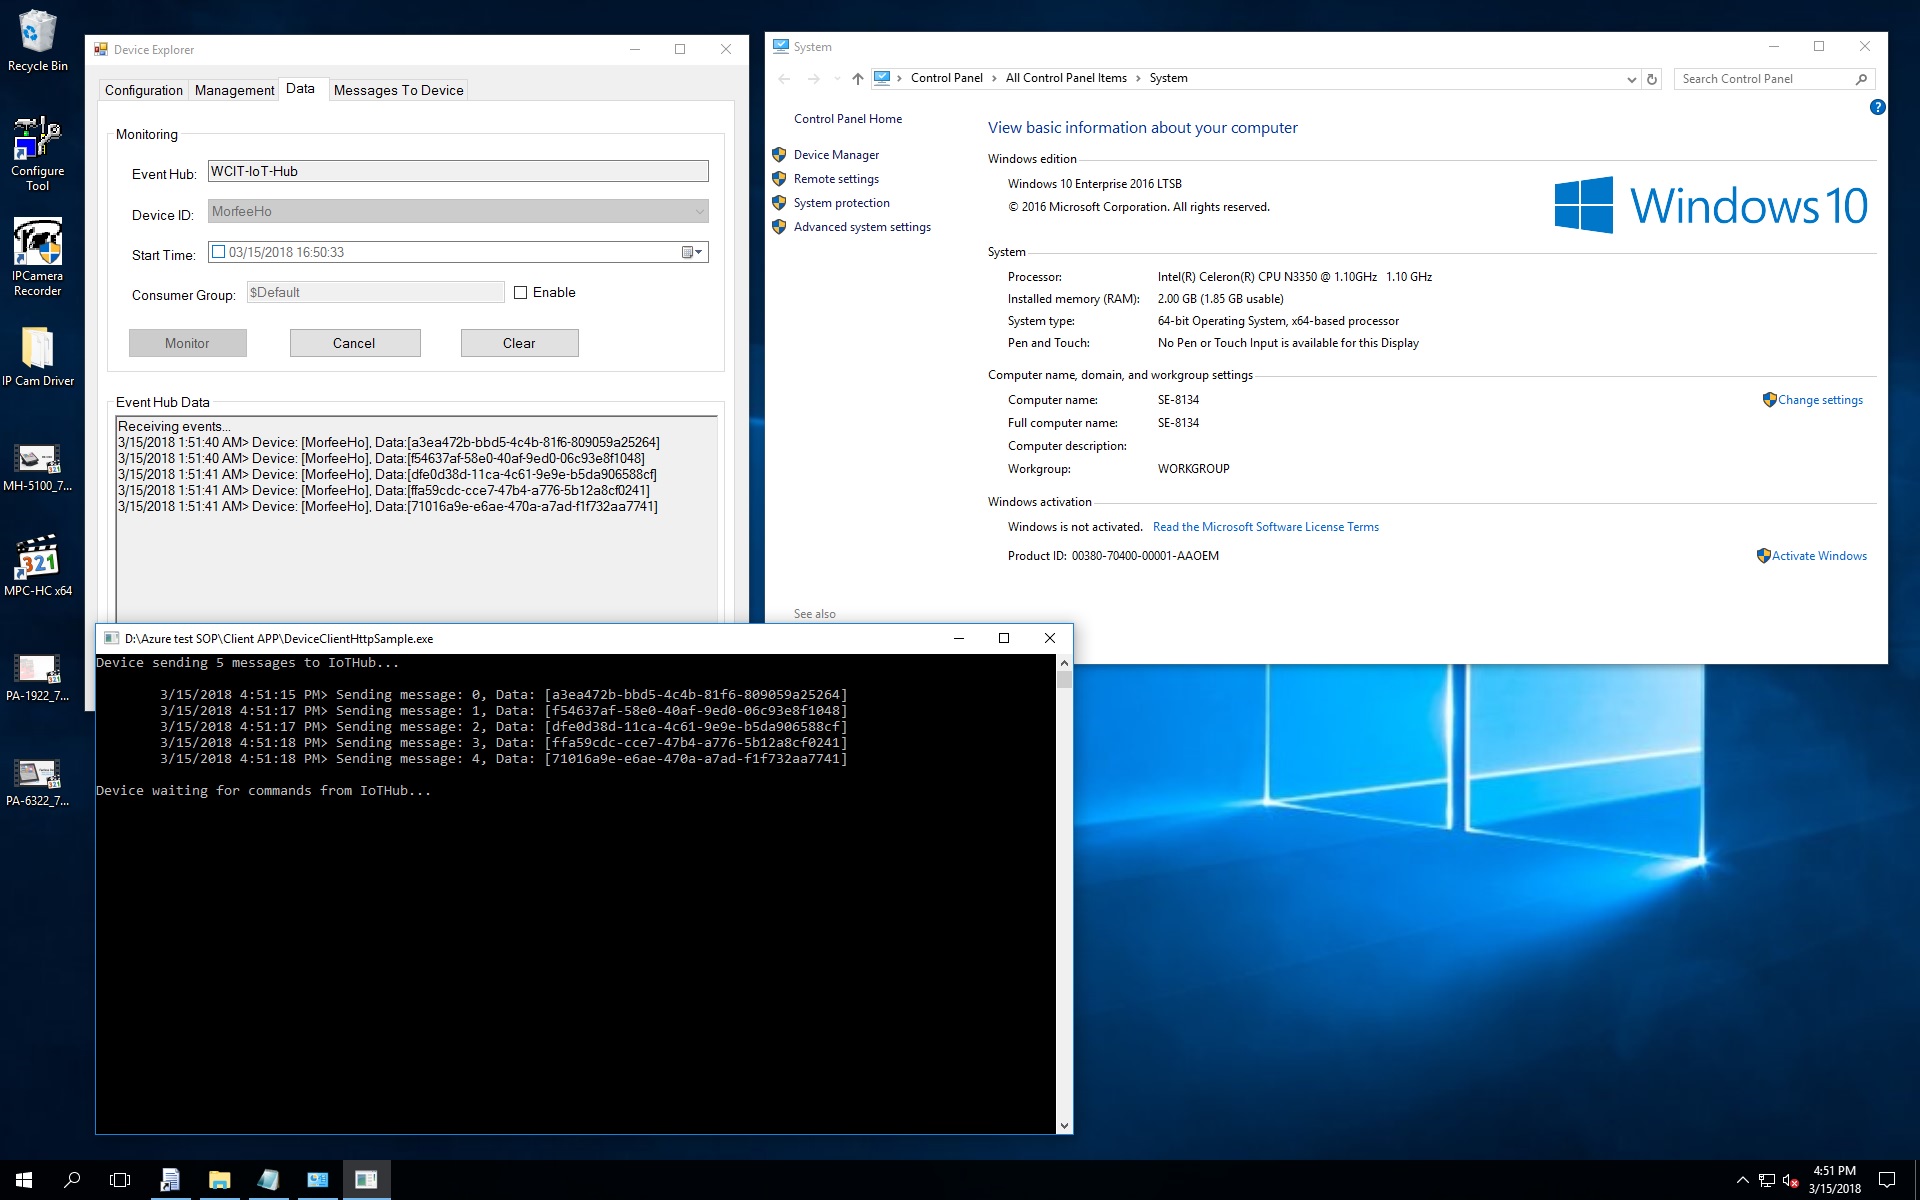 Recycle Bin
Configure
Tool
IPCamera
Recorder
IP Cam Driver
MH-5100_7...
321
MPC-HC x64
PA-1922_7...
PA-6322_7...
Device Explorer
Configuration
Management
Data
Messages To Device
Monitoring
Event Hub:
WCIT-IoT-Hub
Device ID:
MorfeeHo
Start Time:
03/15/2018 16:50:33
Consumer Group:
$Default
Enable
Monitor
Cancel
Clear
Event Hub Data
Receiving events...
3/15/2018 1:51:40 AM> Device: [MorfeeHo], Data:[a3ea472b-bbd5-4c4b-81f6-809059a25264]
3/15/2018 1:51:40 AM> Device: [MorfeeHo], Data:[f54637af-58e0-40af-9ed0-06c93e8f1048]
3/15/2018 1:51:41 AM> Device: [MorfeeHo], Data:[dfe0d38d-11ca-4c61-9e9e-b5da906588cf]
3/15/2018 1:51:41 AM> Device: [MorfeeHo], Data:[ffa59cdc-cce7-47b4-a776-5b12a8cf0241]
3/15/2018 1:51:41 AM> Device: [MorfeeHo], Data:[71016a9e-e6ae-470a-a7ad-f1f732aa7741]
System
Control Panel > All Control Panel Items > System
Search Control Panel
Control Panel Home
Device Manager
Remote settings
System protection
Advanced system settings
See also
View basic information about your computer
Windows edition
Windows 10 Enterprise 2016 LTSB
© 2016 Microsoft Corporation. All rights reserved.
Windows 10
System
Processor: Intel(R) Celeron(R) CPU N3350 @ 1.10GHz 1.10 GHz
Installed memory (RAM): 2.00 GB (1.85 GB usable)
System type: 64-bit Operating System, x64-based processor
Pen and Touch: No Pen or Touch Input is available for this Display
Computer name, domain, and workgroup settings
Computer name: SE-8134
Change settings
Full computer name: SE-8134
Computer description:
Workgroup: WORKGROUP
Windows activation
Windows is not activated. Read the Microsoft Software License Terms
Product ID: 00380-70400-00001-AAOEM
Activate Windows
D:\Azure test SOP\Client APP\DeviceClientHttpSample.exe
Device sending 5 messages to IoTHub...
3/15/2018 4:51:15 PM> Sending message: 0, Data: [a3ea472b-bbd5-4c4b-81f6-809059a25264]
3/15/2018 4:51:17 PM> Sending message: 1, Data: [f54637af-58e0-40af-9ed0-06c93e8f1048]
3/15/2018 4:51:17 PM> Sending message: 2, Data: [dfe0d38d-11ca-4c61-9e9e-b5da906588cf]
3/15/2018 4:51:18 PM> Sending message: 3, Data: [ffa59cdc-cce7-47b4-a776-5b12a8cf0241]
3/15/2018 4:51:18 PM> Sending message: 4, Data: [71016a9e-e6ae-470a-a7ad-f1f732aa7741]
Device waiting for commands from IoTHub...
4:51 PM
3/15/2018